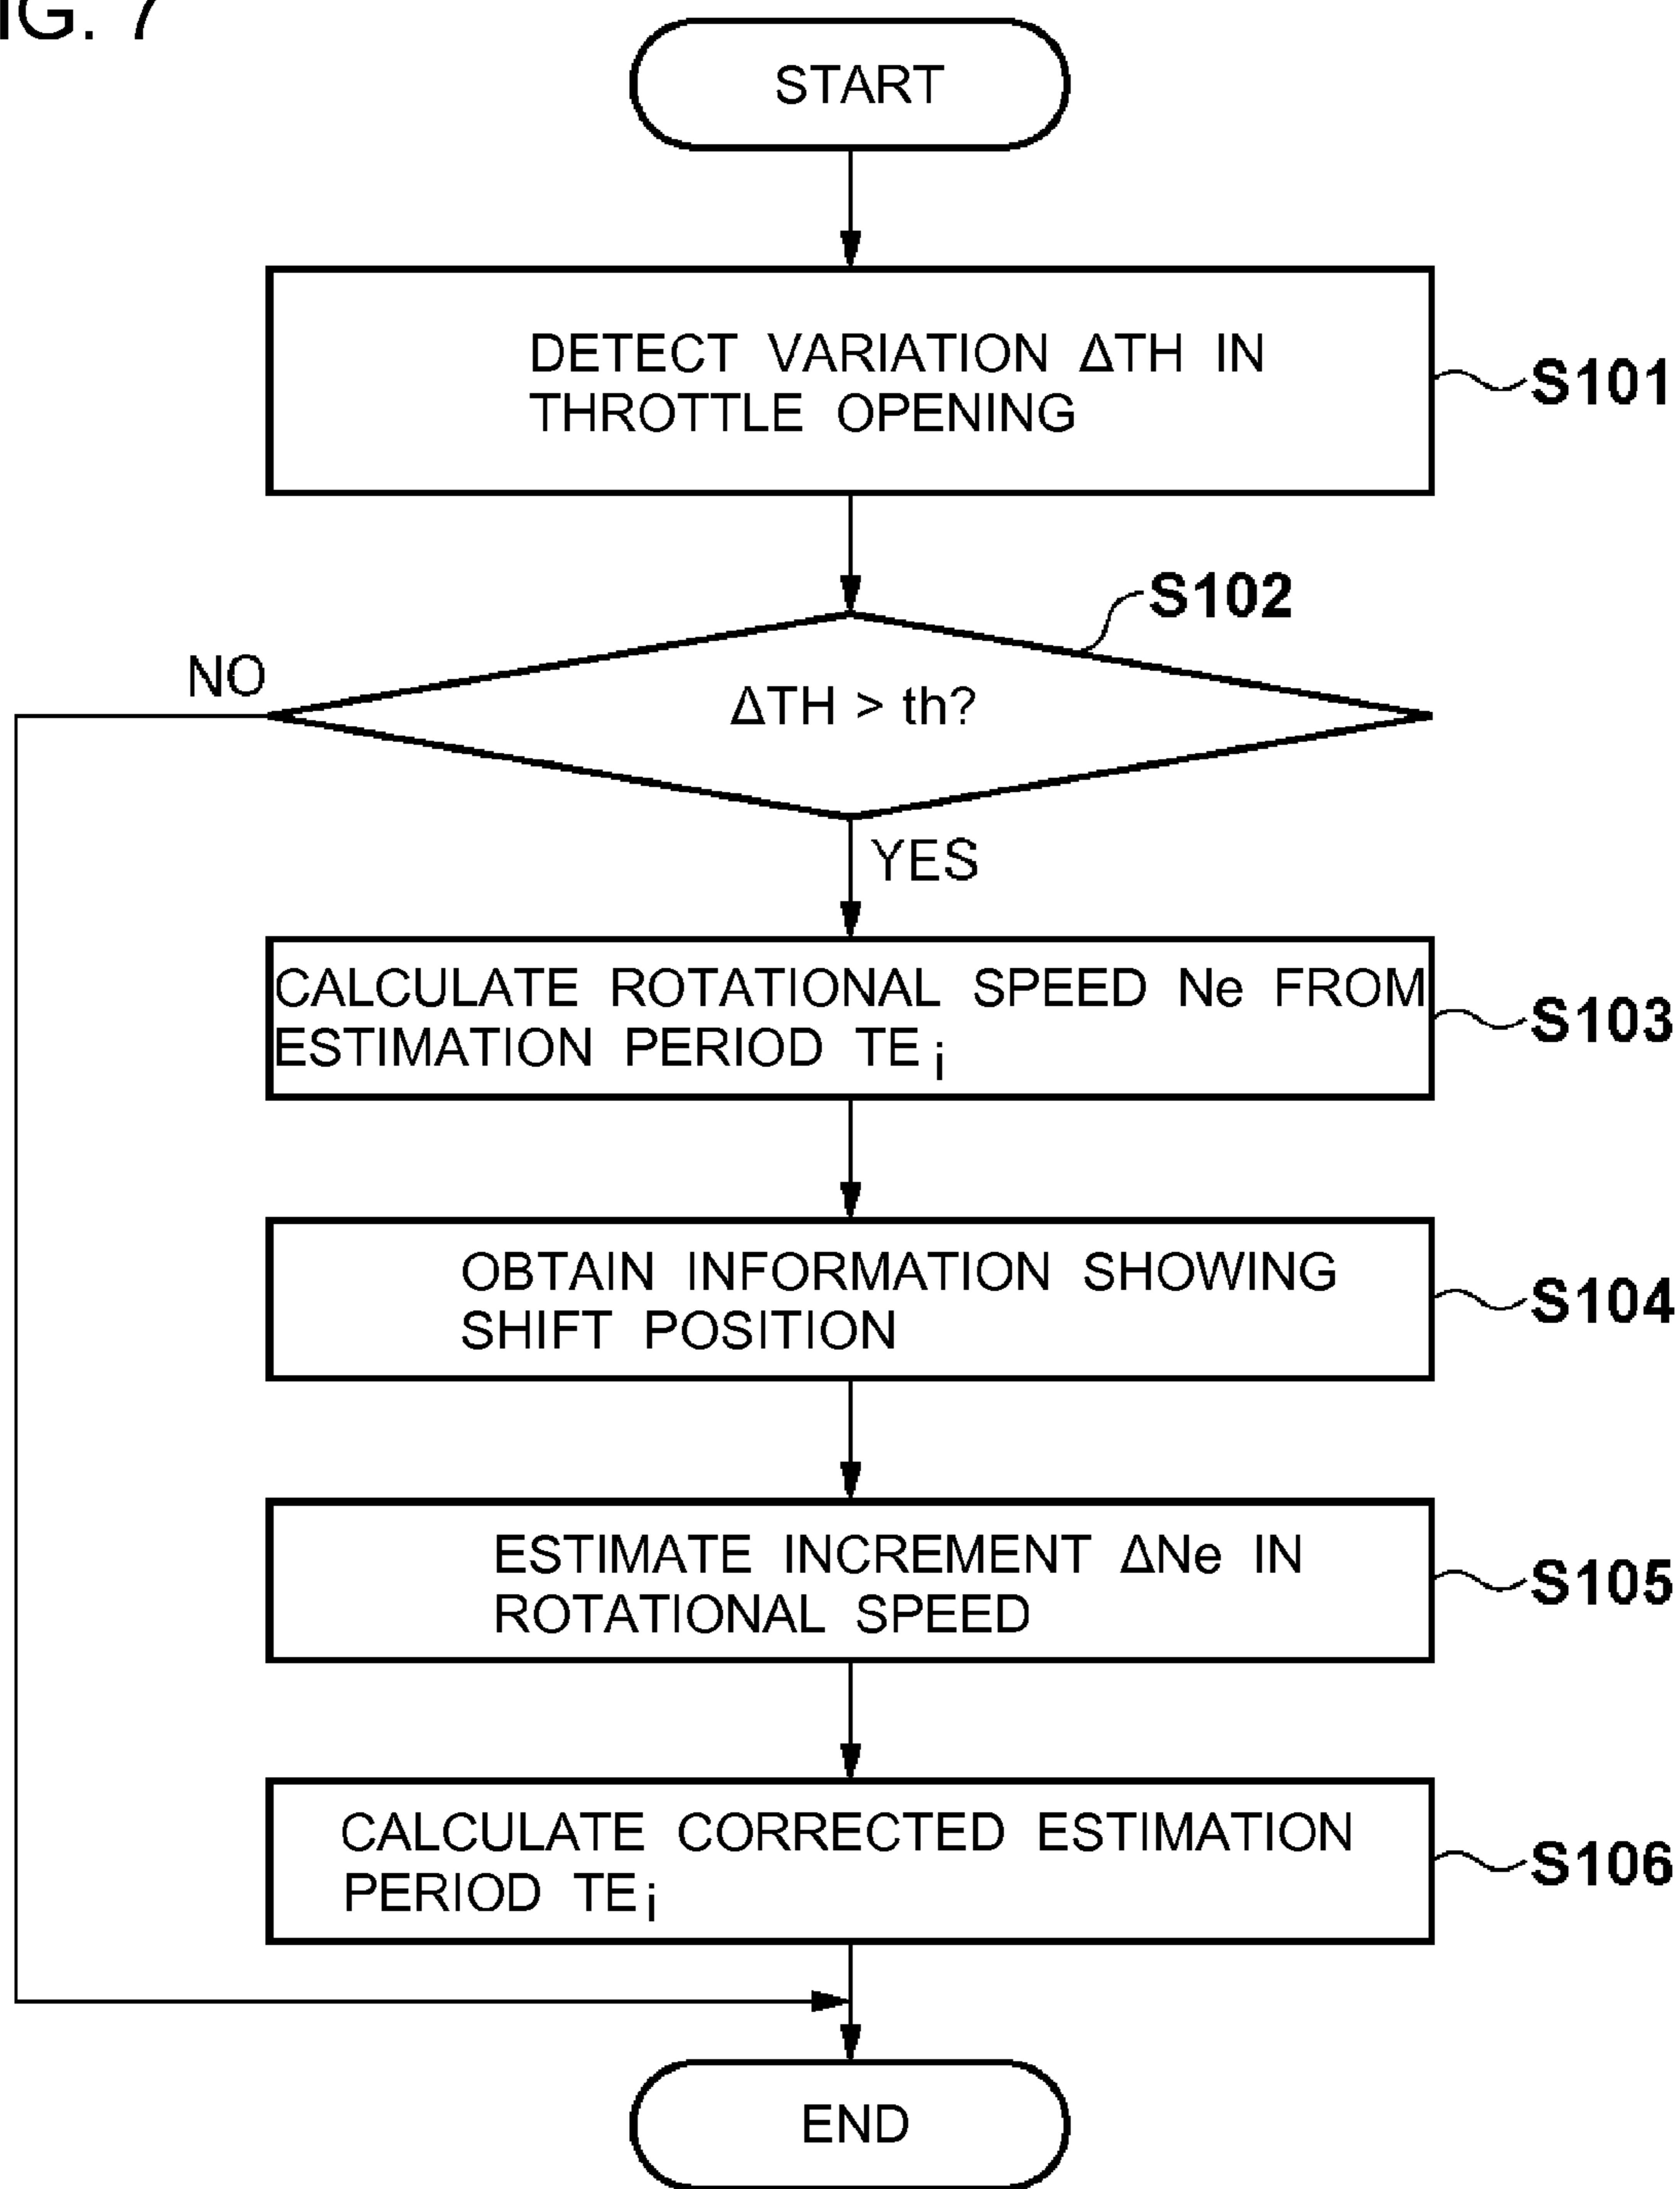 IG. 7
START
DETECT VARIATION ΔTH IN
THROTTLE OPENING
S101
S102
NO
ΔTH > th?
YES
CALCULATE ROTATIONAL SPEED Ne FROM
ESTIMATION PERIOD TEi
S103
OBTAIN INFORMATION SHOWING
SHIFT POSITION
S104
ESTIMATE INCREMENT ΔNe IN
ROTATIONAL SPEED
S105
CALCULATE CORRECTED ESTIMATION
PERIOD TEi
S106
END